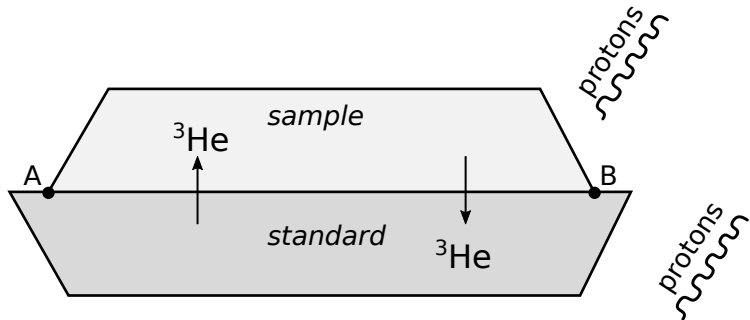 protons
sample
³He
A
B
standard
³He
protons